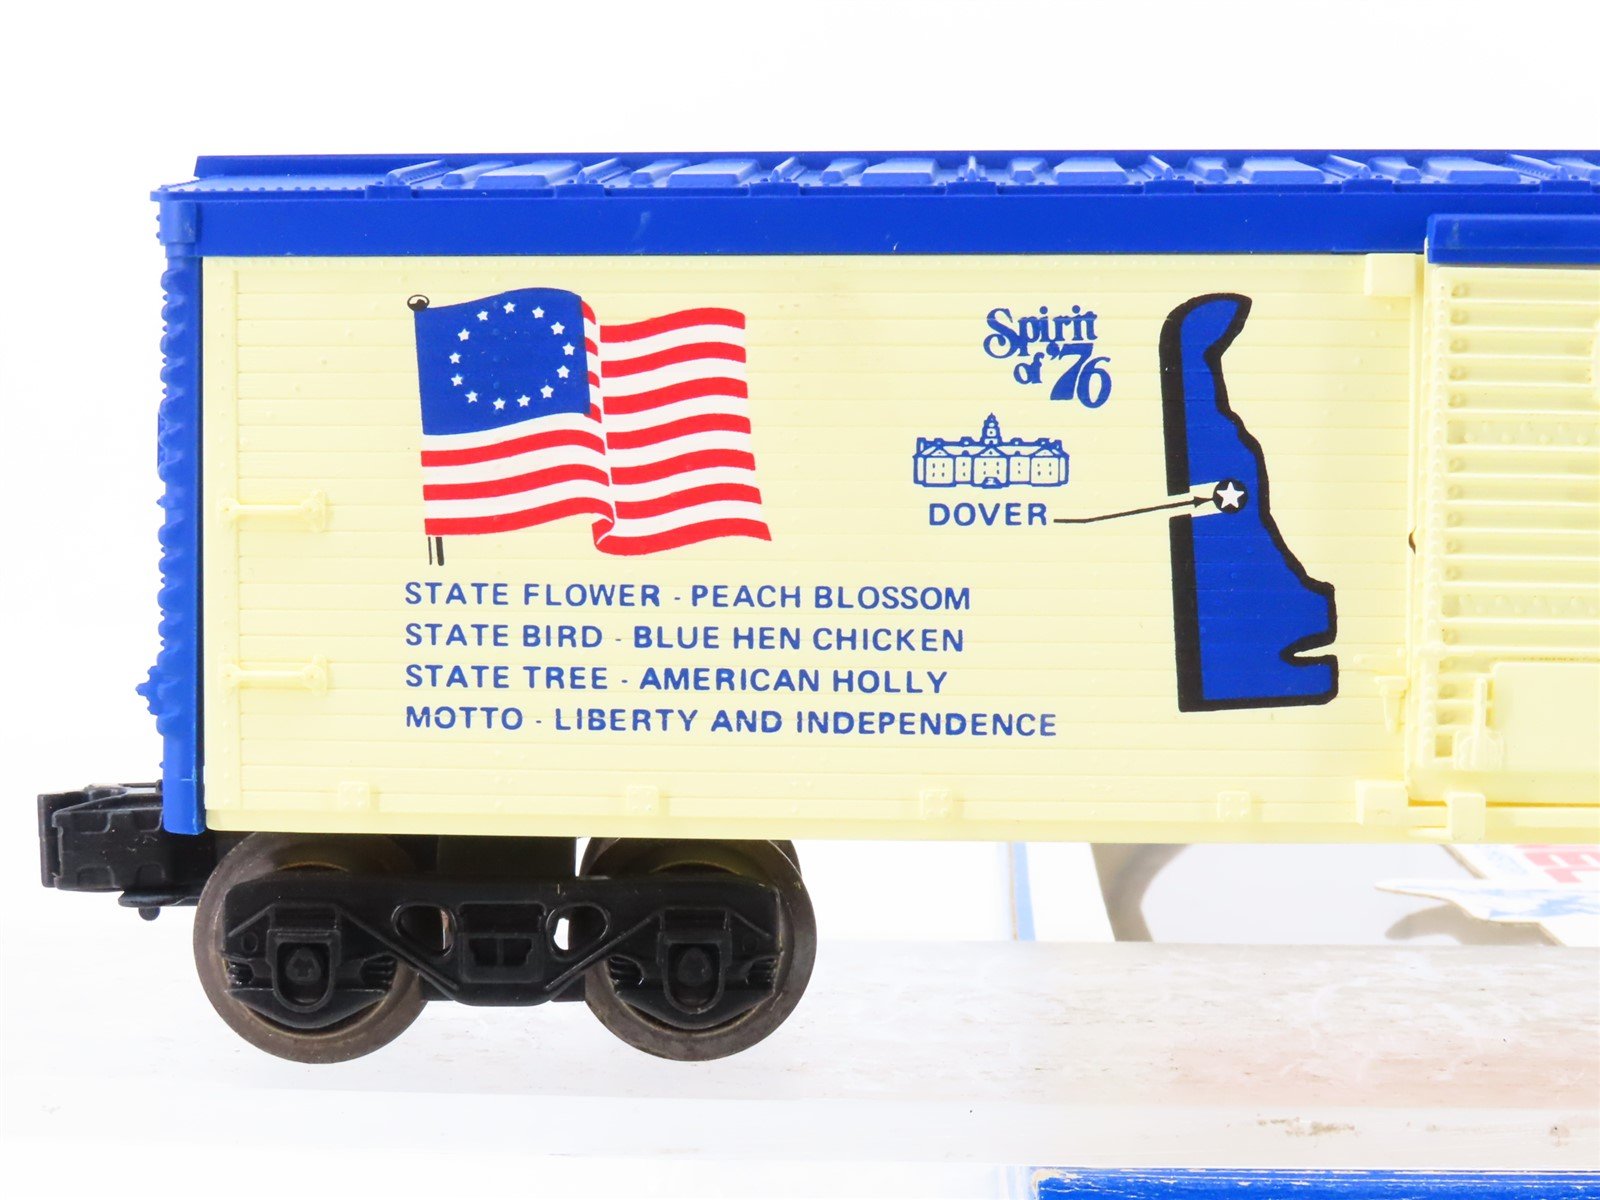 Spirit
of '76
DOVER
STATE FLOWER - PEACH BLOSSOM
STATE BIRD - BLUE HEN CHICKEN
STATE TREE - AMERICAN HOLLY
MOTTO - LIBERTY AND INDEPENDENCE